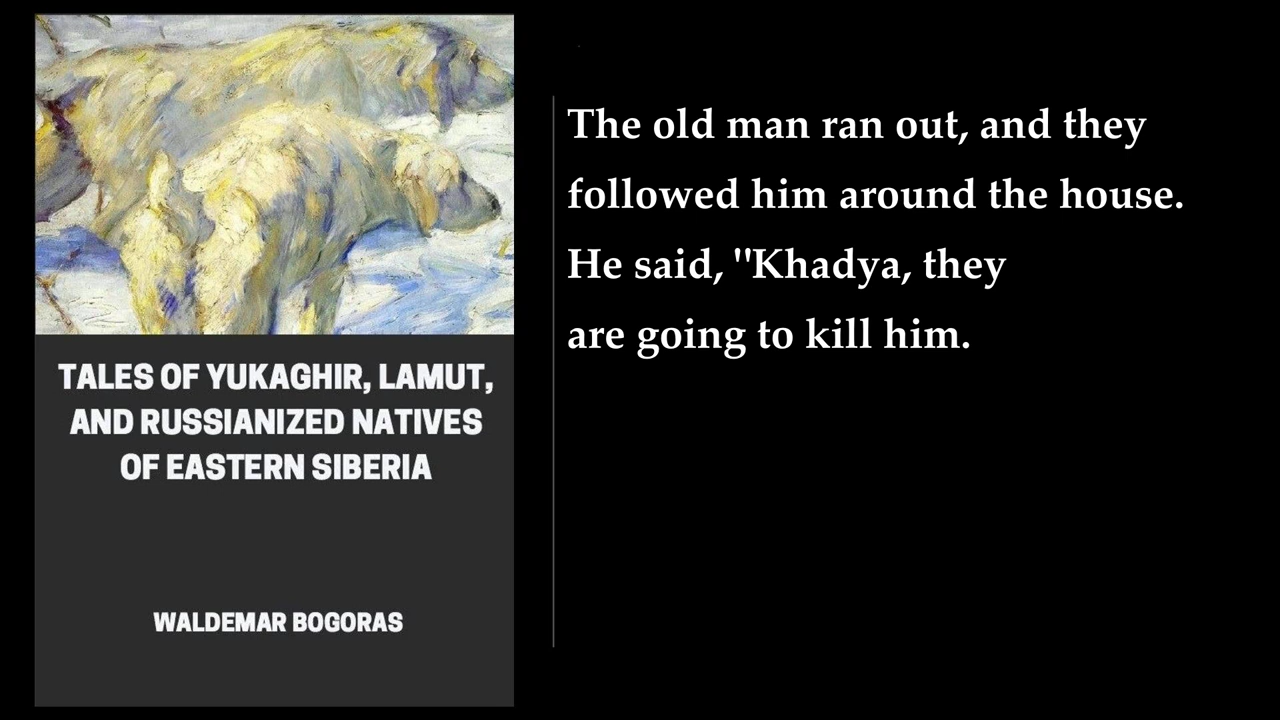 TALES OF YUKAGHIR, LAMUT,
AND RUSSIANIZED NATIVES
OF EASTERN SIBERIA
WALDEMAR BOGORAS
The old man ran out, and they
followed him around the house.
He said, "Khadya, they
are going to kill him.